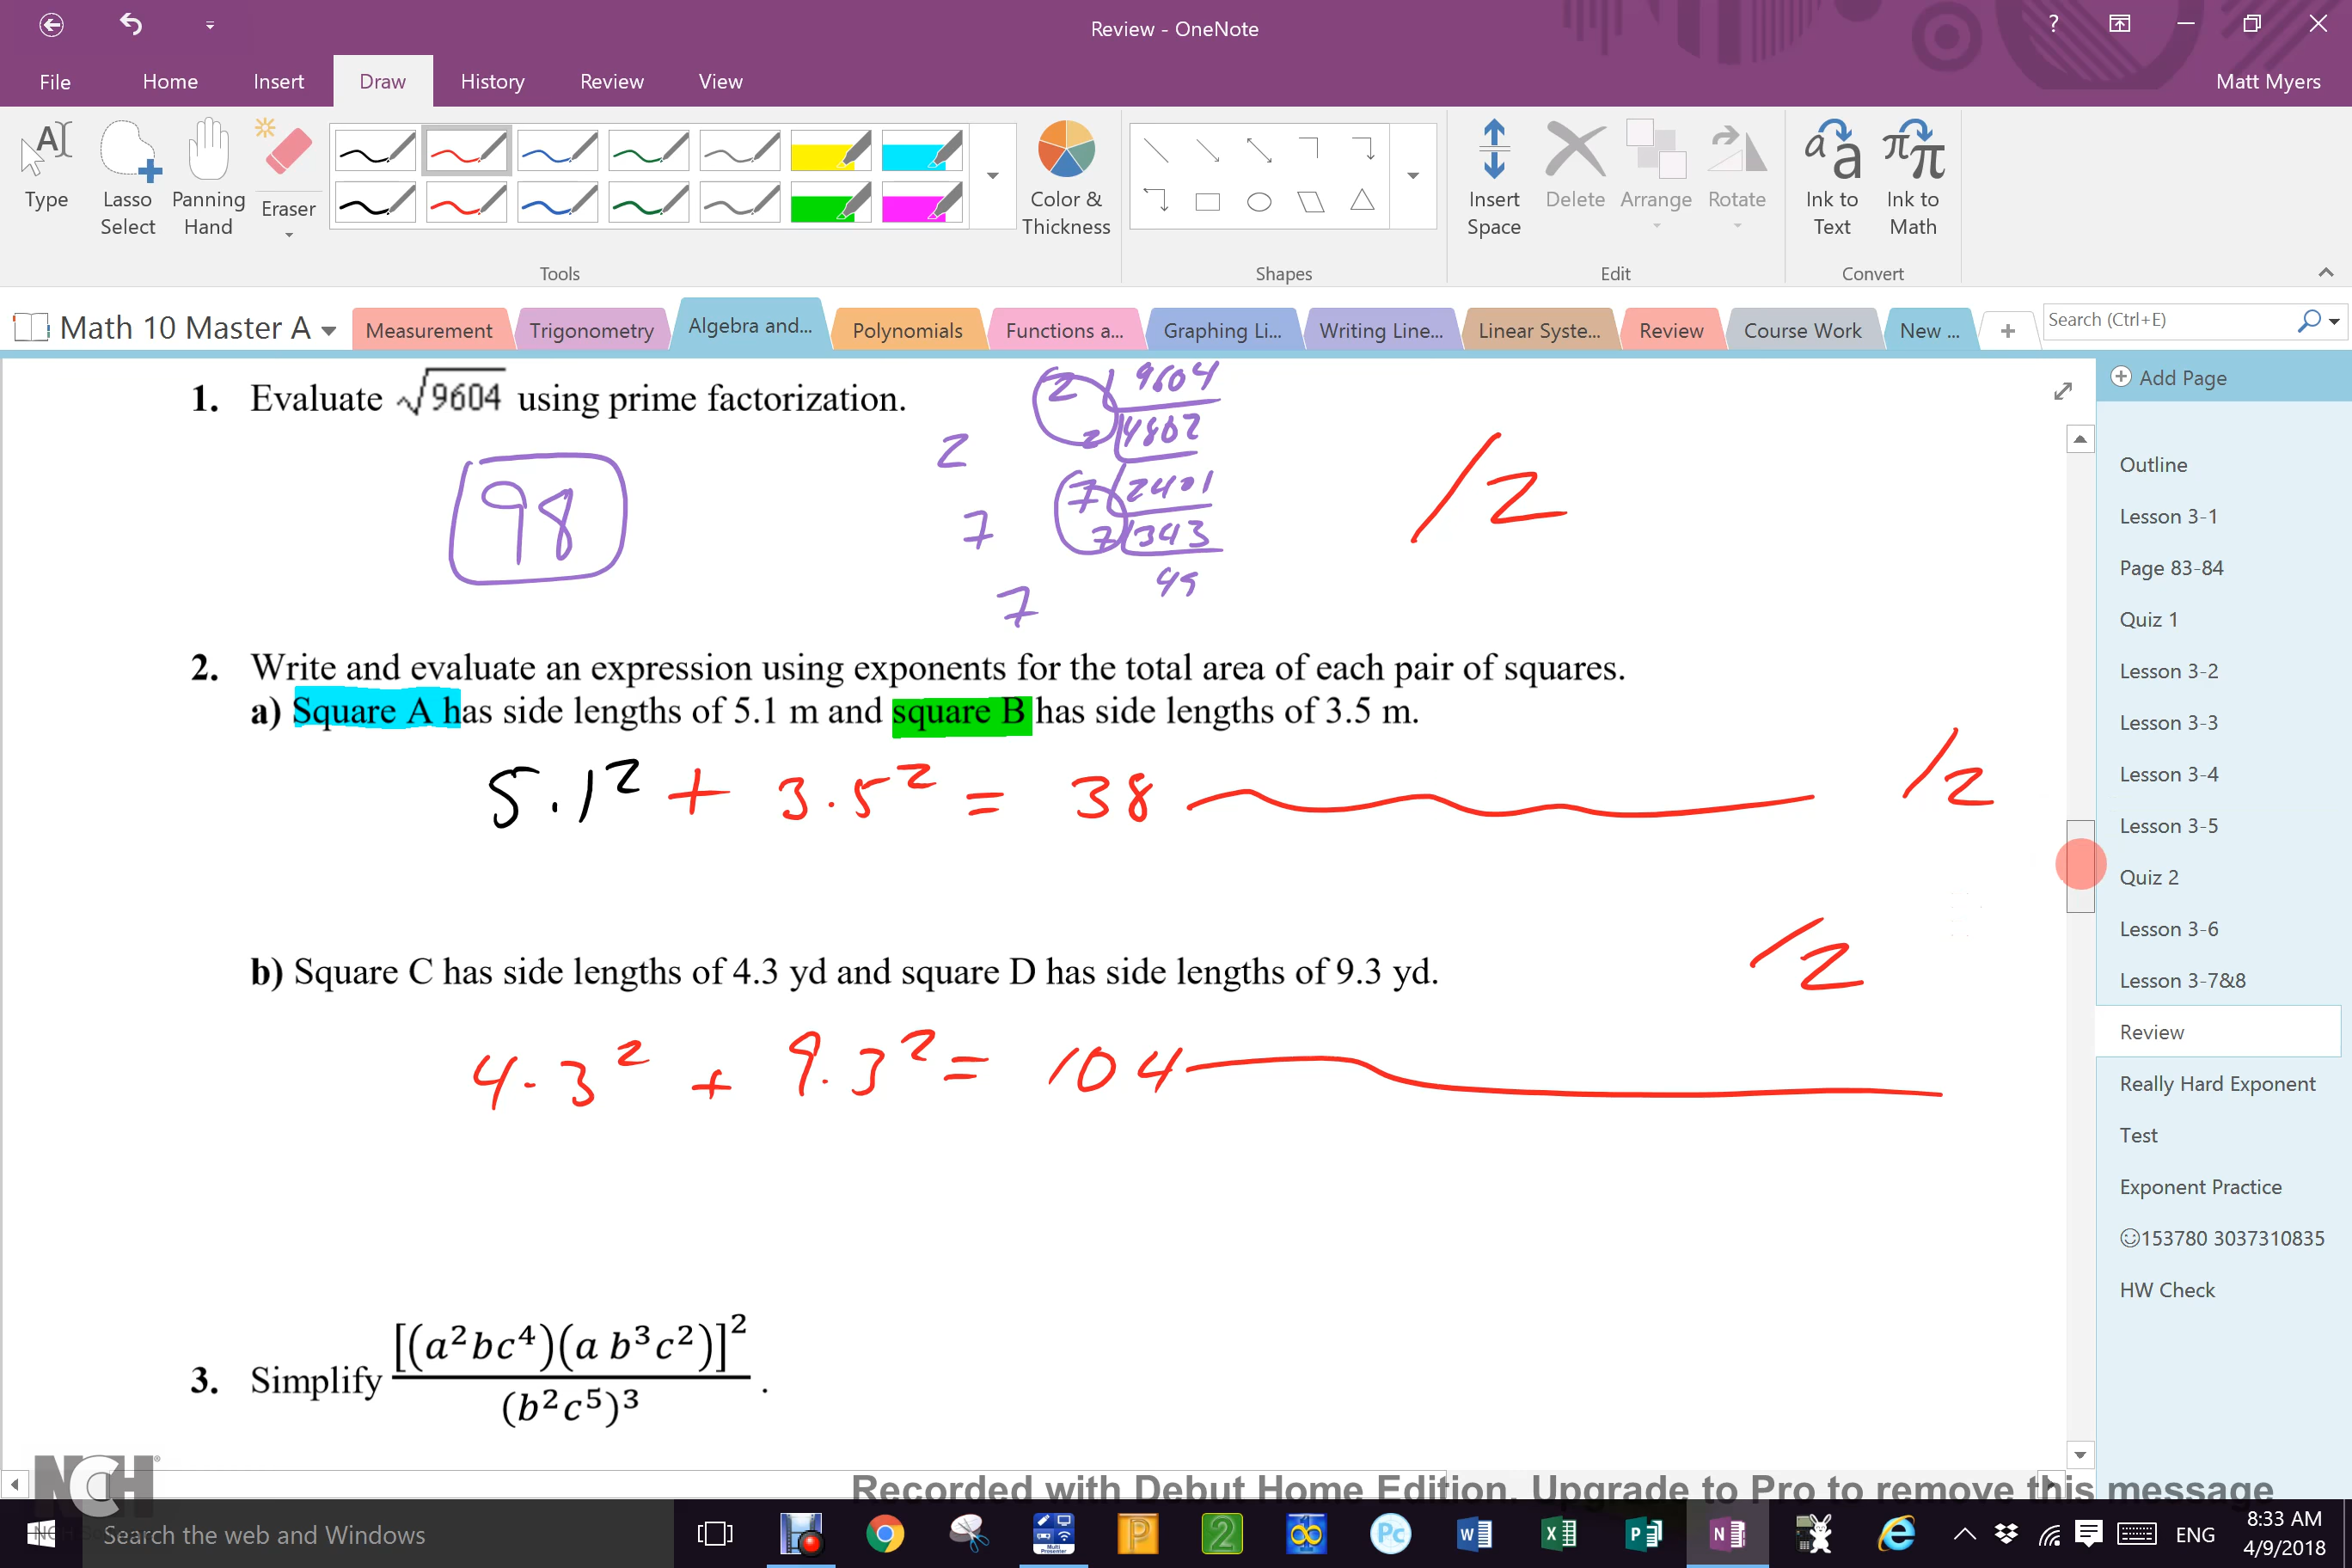 Review - OneNote
?
File Home Insert Draw History Review View
Matt Myers
Type
Lasso Select
Panning Hand
Eraser
Color & Thickness
Insert Space
Delete
Arrange
Rotate
Ink to Text
Ink to Math
Tools
Shapes
Edit
Convert
Math 10 Master A
Measurement Trigonometry Algebra and... Polynomials Functions a... Graphing Li... Writing Line... Linear Syste... Review Course Work New ... +
Search (Ctrl+E)
1. Evaluate √9604 using prime factorization.
2 9604
2 4802
7 2401
7 343
49
2
7
7
98
/2
2. Write and evaluate an expression using exponents for the total area of each pair of squares.
a) Square A has side lengths of 5.1 m and square B has side lengths of 3.5 m.
5.1² + 3.5² = 38
/2
b) Square C has side lengths of 4.3 yd and square D has side lengths of 9.3 yd.
/2
4.3² + 9.3² = 104
3. Simplify [(a²bc⁴)(a b³c²)]² / (b²c⁵)³ .
Add Page
Outline
Lesson 3-1
Page 83-84
Quiz 1
Lesson 3-2
Lesson 3-3
Lesson 3-4
Lesson 3-5
Quiz 2
Lesson 3-6
Lesson 3-7&8
Review
Really Hard Exponent
Test
Exponent Practice
☺153780 3037310835
HW Check
NCH
Recorded with Debut Home Edition. Upgrade to Pro to remove this message
Search the web and Windows
ENG
8:33 AM
4/9/2018